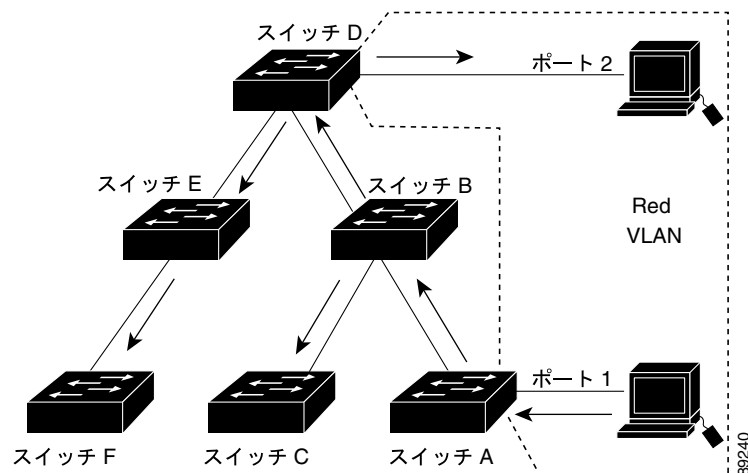 スイッチ D
ポート 2
スイッチ E
スイッチ B
Red
VLAN
ポート 1
スイッチ F
スイッチ C
スイッチ A
89240